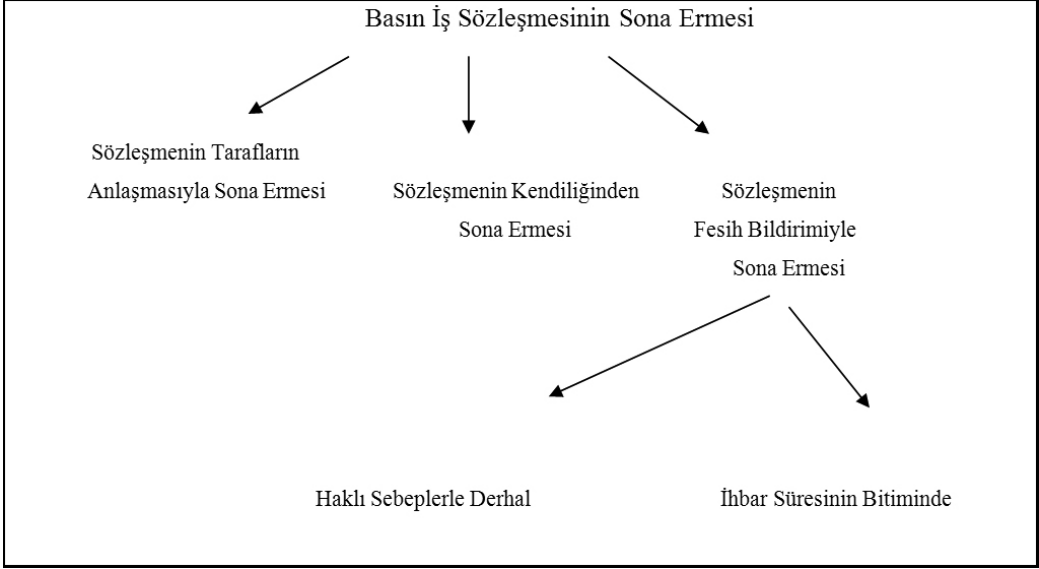 Basın İş Sözleşmesinin Sona Ermesi
Sözleşmenin Tarafların
Anlaşmasıyla Sona Ermesi
Sözleşmenin Kendiliğinden
Sona Ermesi
Sözleşmenin
Fesih Bildirimiyle
Sona Ermesi
Haklı Sebeplerle Derhal
İhbar Süresinin Bitiminde